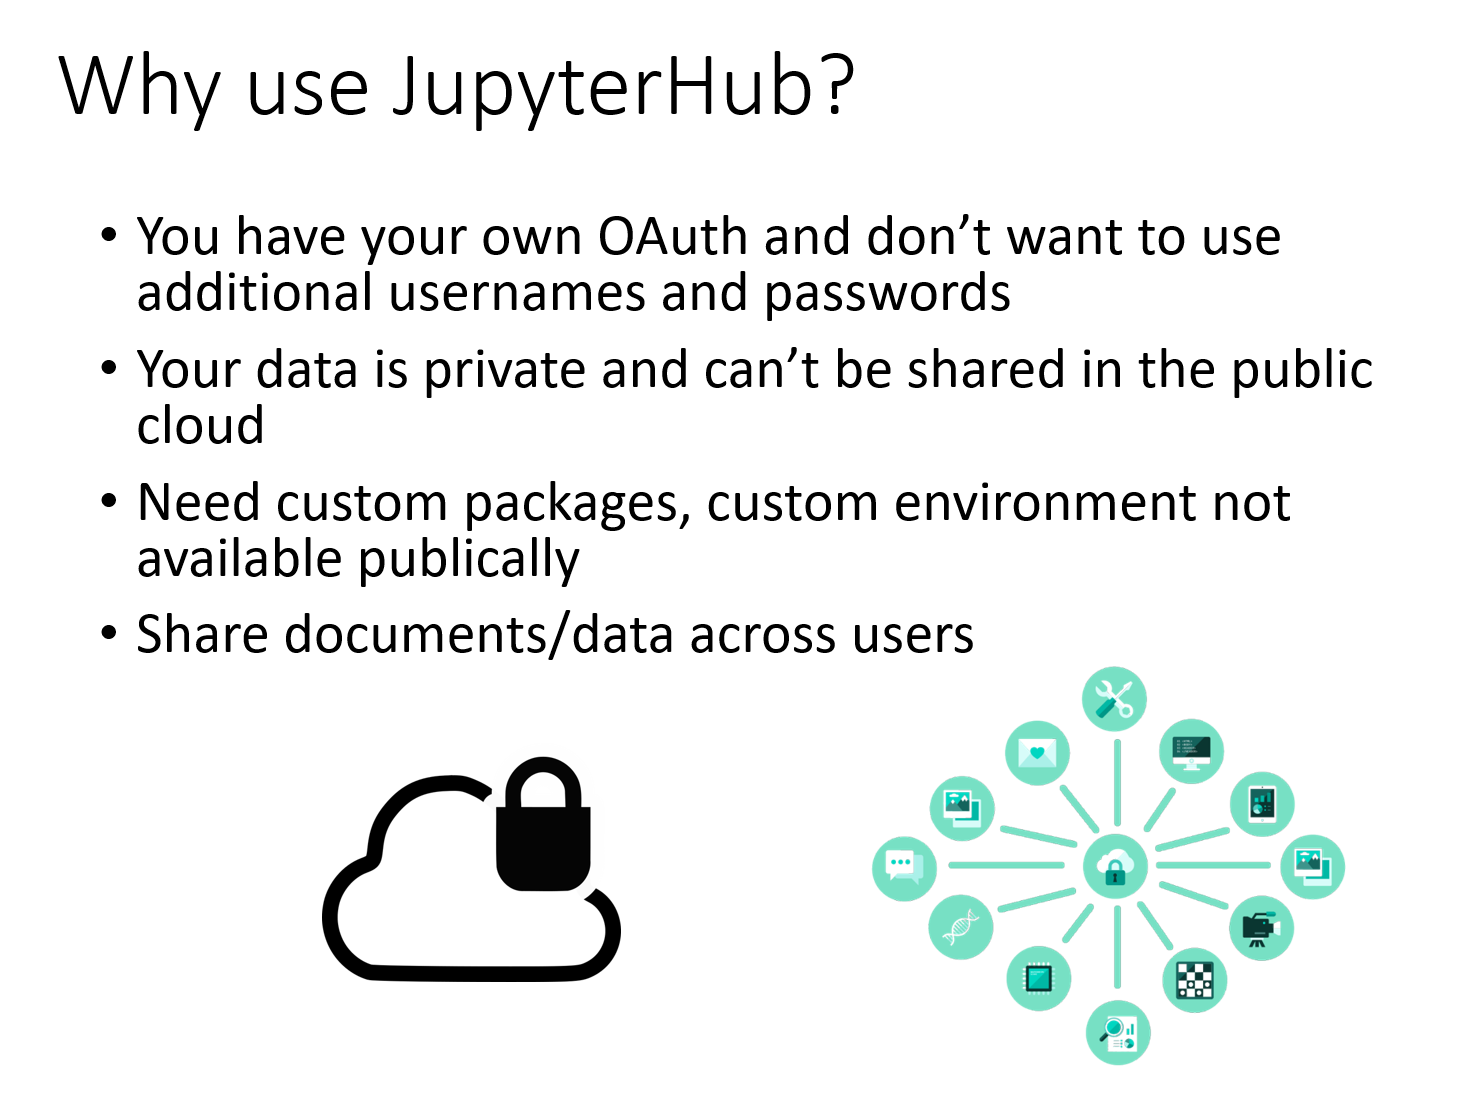 Why use JupyterHub?
• You have your own OAuth and don’t want to use
additional usernames and passwords
• Your data is private and can’t be shared in the public
cloud
• Need custom packages, custom environment not
available publically
• Share documents/data across users